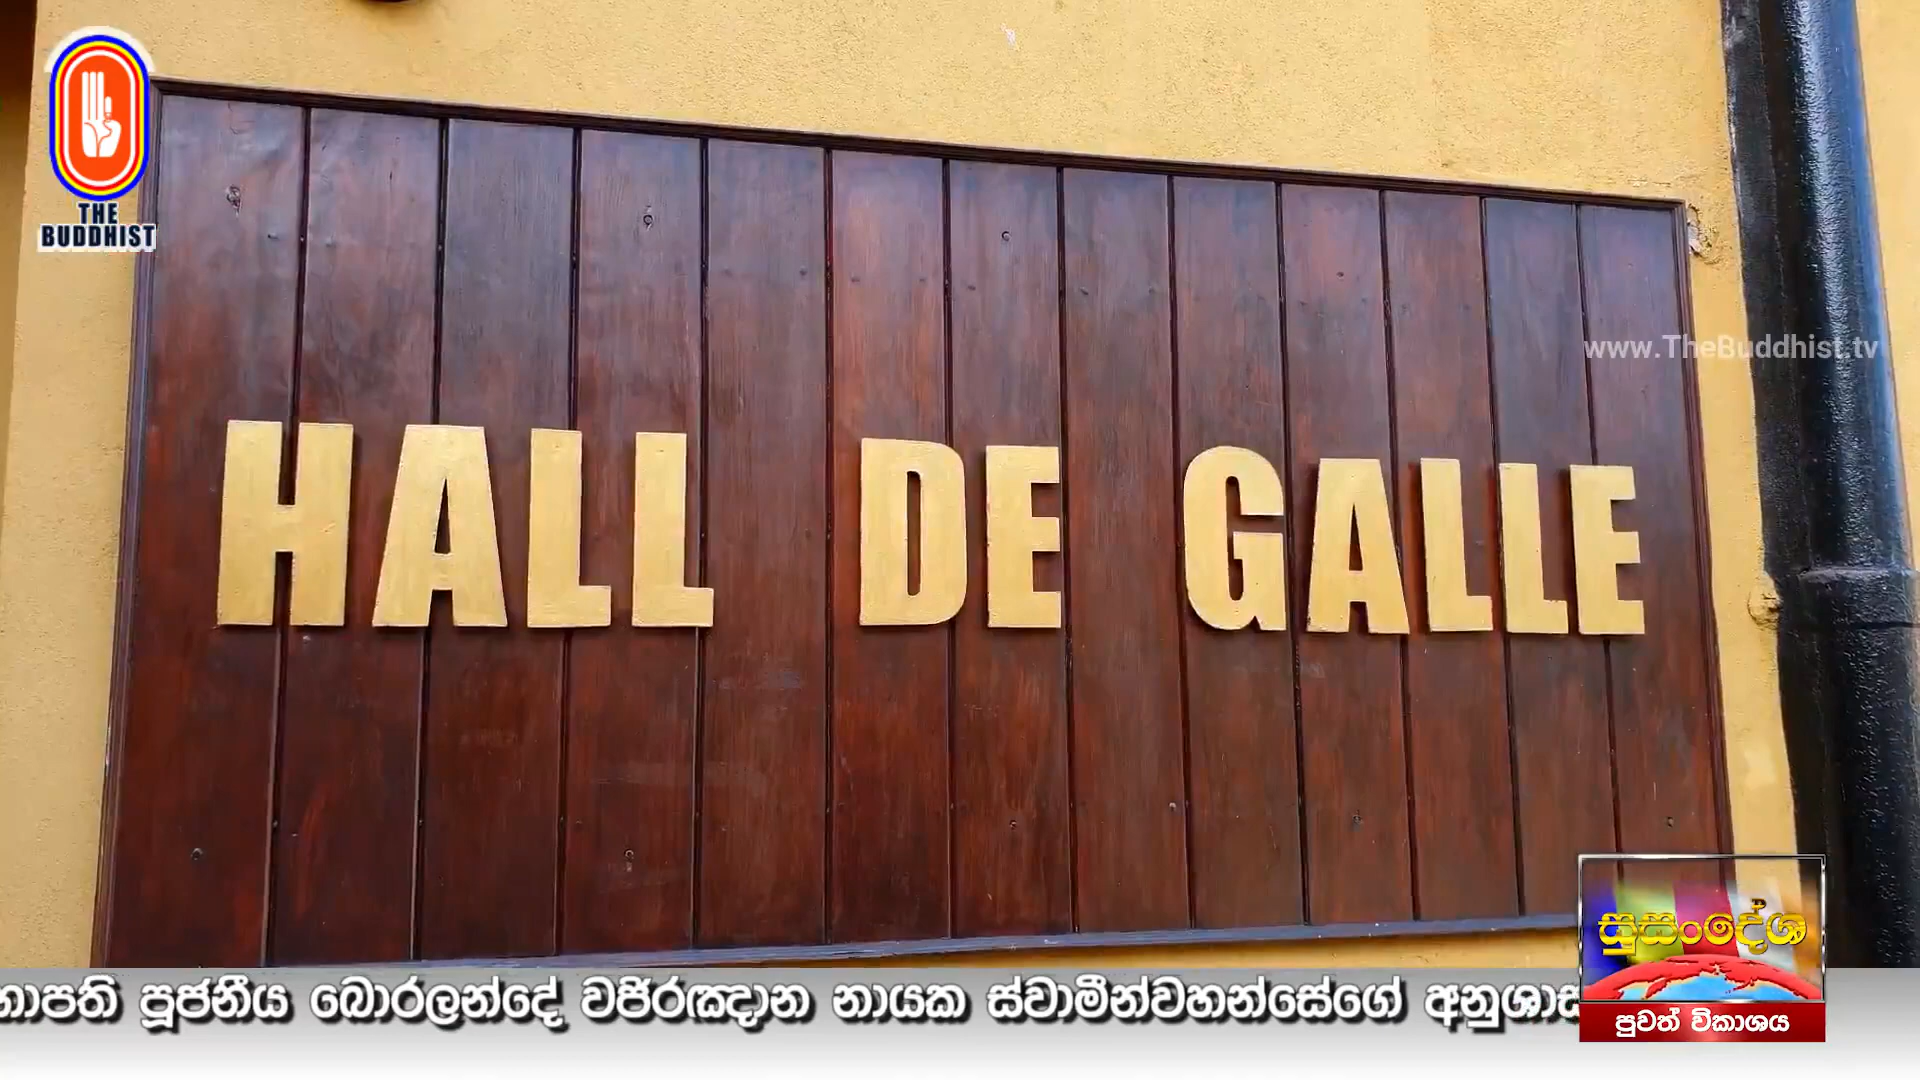 THE
BUDDHIST
www.TheBuddhist.tv
HALL DE GALLE
සුසංදේශ
පූජනීය බොරලන්දේ වජිරඤාන නායක ස්වාමීන්වහන්සේගේ
පුවත් විකාශය